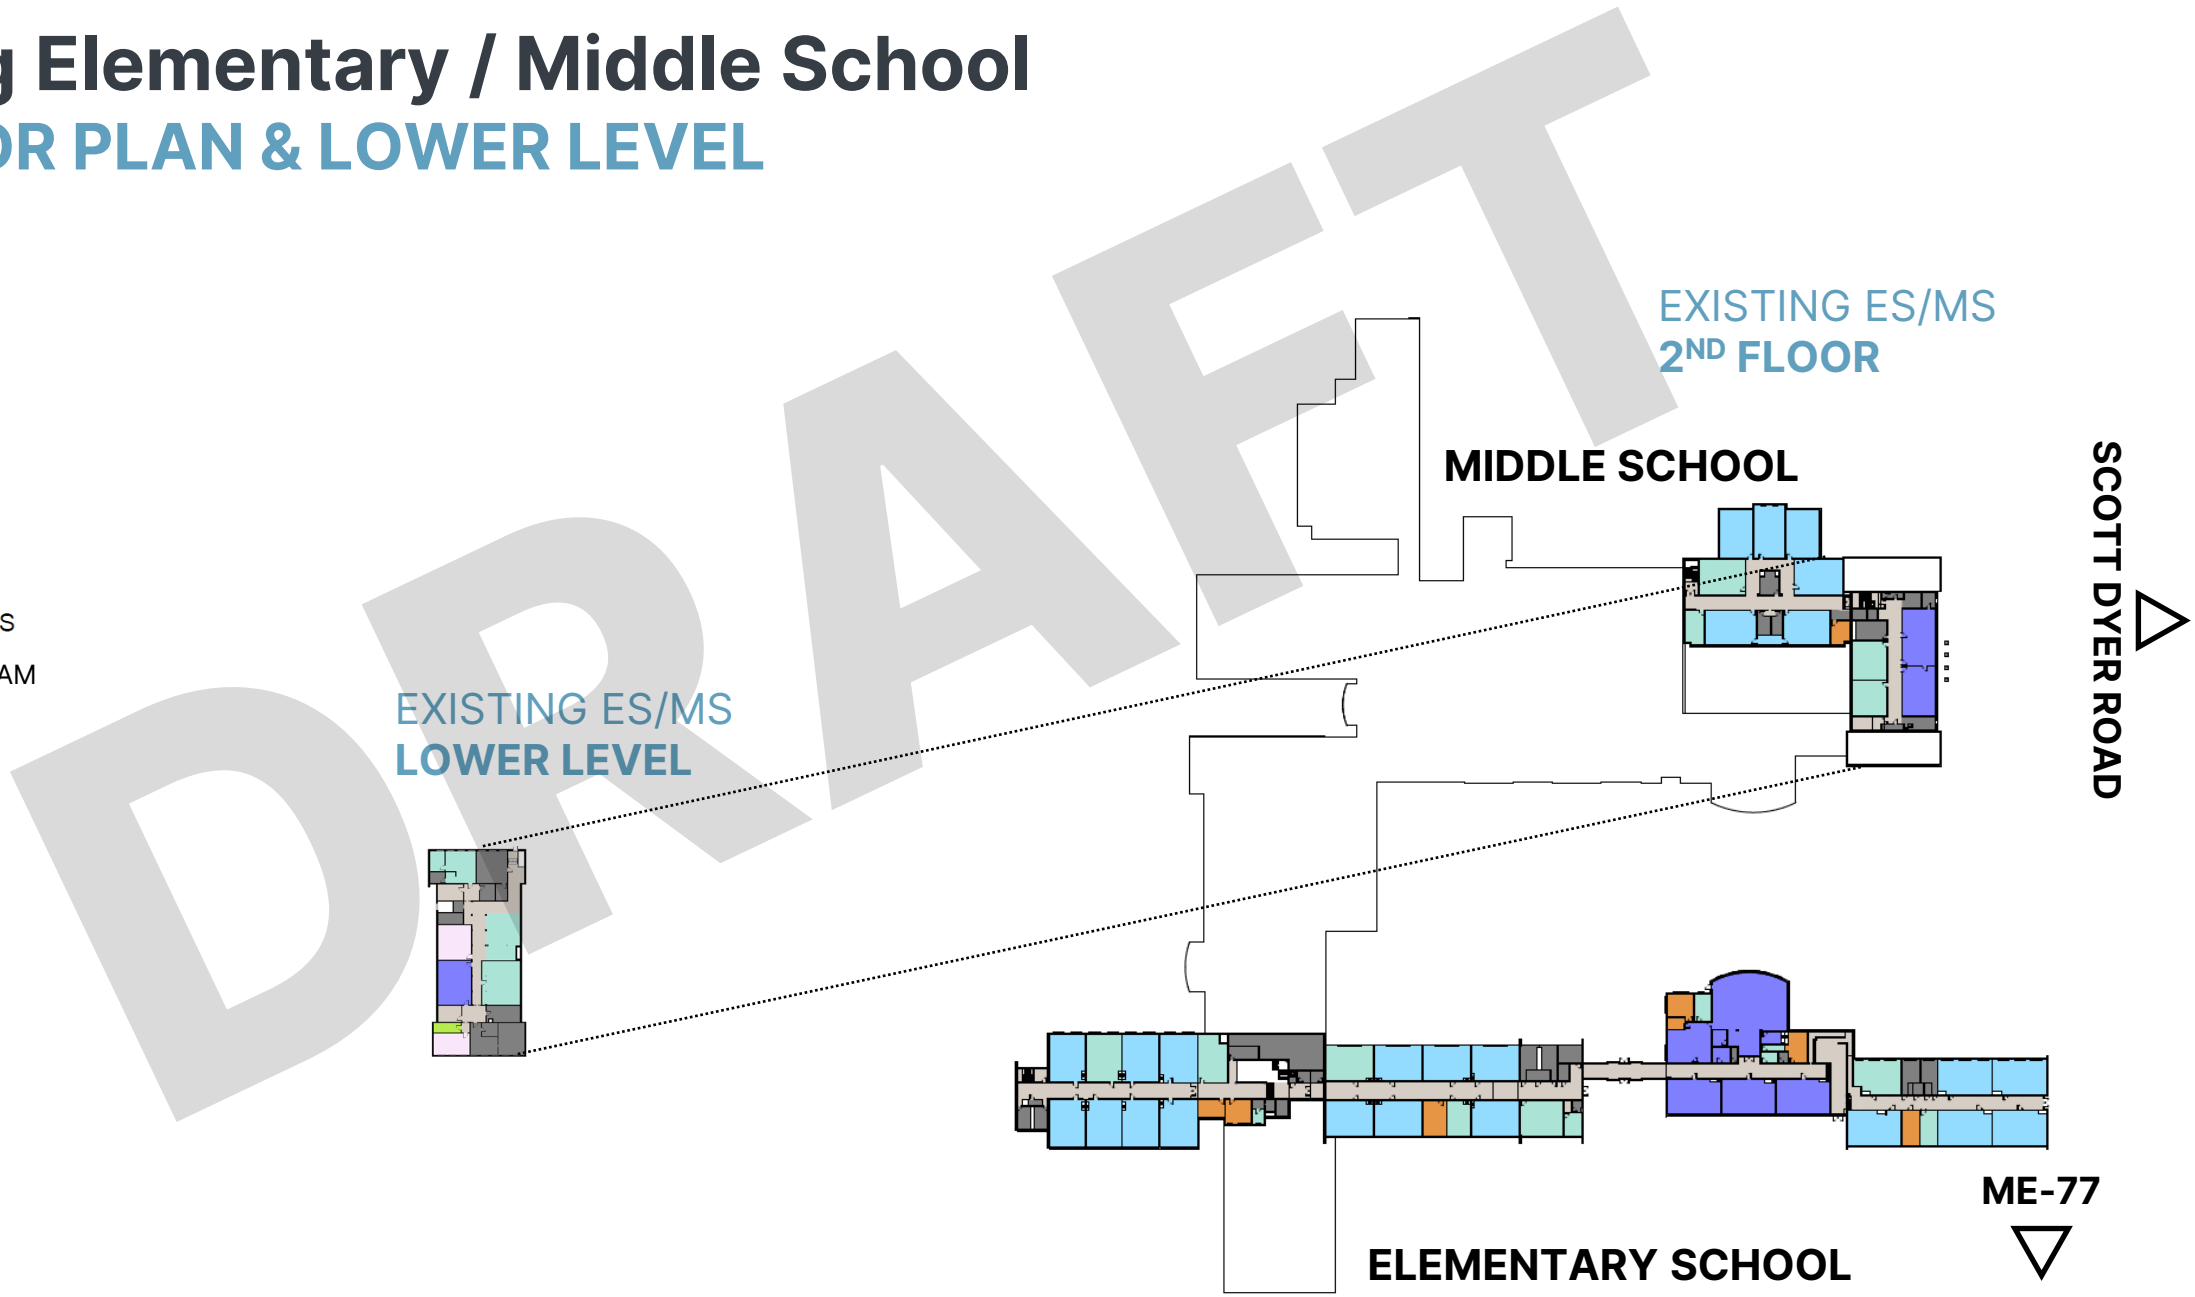 Elementary / Middle School
PLAN & LOWER LEVEL
EXISTING ES/MS
2ND FLOOR
MIDDLE SCHOOL
SCOTT DYER ROAD
EXISTING ES/MS
LOWER LEVEL
ME-77
ELEMENTARY SCHOOL
DRAFT